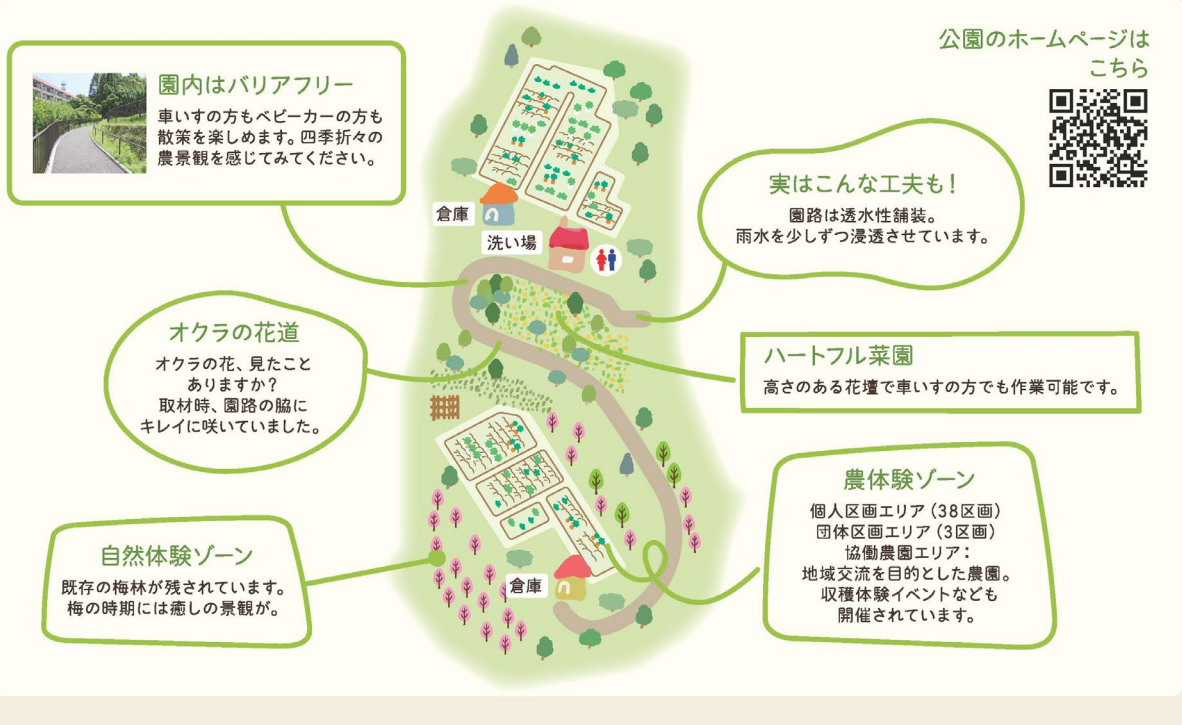 公園のホームページは
こちら
園内はバリアフリー
車いすの方もベビーカーの方も
散策を楽しめます。四季折々の
農景観を感じてみてください。
実はこんな工夫も！
園路は透水性舗装。
雨水を少しずつ浸透させています。
倉庫
洗い場
オクラの花道
オクラの花、見たこと
ありますか？
取材時、園路の脇に
キレイに咲いていました。
ハートフル菜園
高さのある花壇で車いすの方でも作業可能です。
農体験ゾーン
個人区画エリア（38区画）
団体区画エリア（3区画）
協働農園エリア：
地域交流を目的とした農園。
収穫体験イベントなども
開催されています。
自然体験ゾーン
既存の梅林が残されています。
梅の時期には癒しの景観が。
倉庫